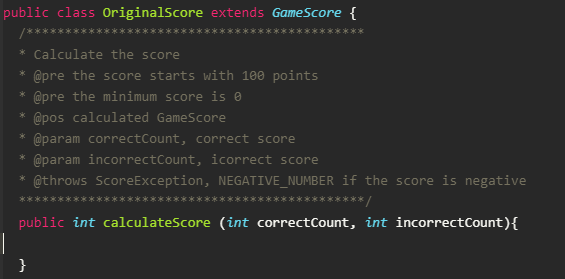 public class OriginalScore extends GameScore {
/********************************************
* Calculate the score
* @pre the score starts with 100 points
* @pre the minimum score is 0
* @pos calculated GameScore
* @param correctCount, correct score
* @param incorrectCount, icorrect score
* @throws ScoreException, NEGATIVE_NUMBER if the score is negative
*********************************************/
public int calculateScore (int correctCount, int incorrectCount){
}